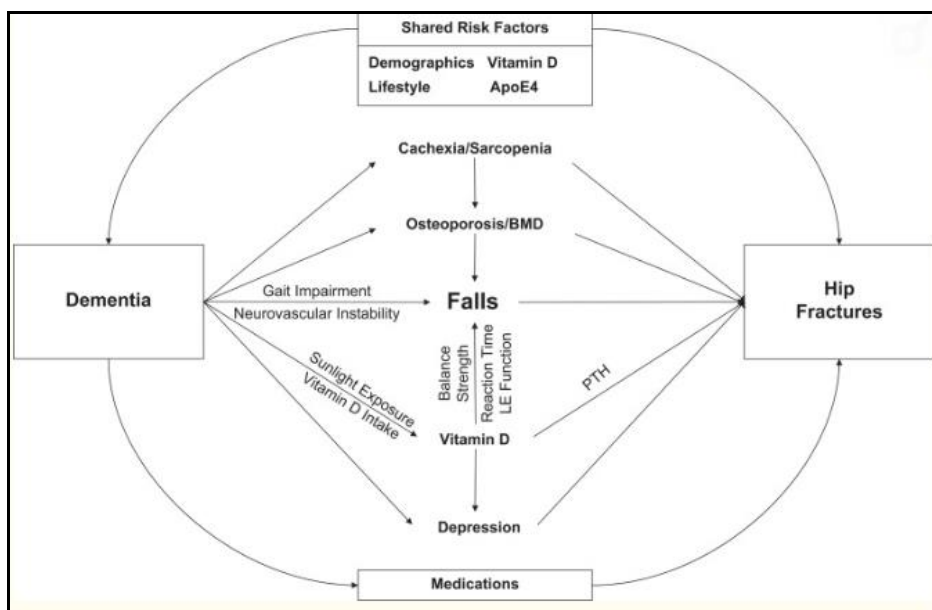 Shared Risk Factors
Demographics Vitamin D
Lifestyle ApoE4
Cachexia/Sarcopenia
Osteoporosis/BMD
Dementia
Gait Impairment
Neurovascular Instability
Falls
Hip
Fractures
Sunlight Exposure
Vitamin D Intake
Balance
Strength
Reaction Time
LE Function
PTH
Vitamin D
Depression
Medications